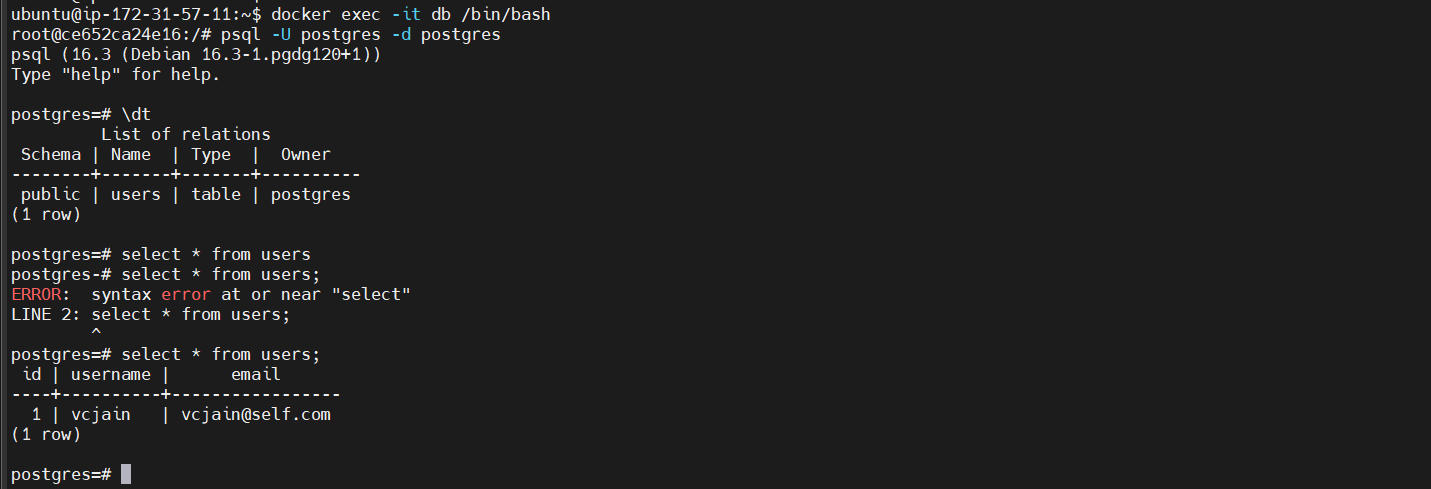 ubuntu@ip-172-31-57-11:~$ docker exec -it db /bin/bash
root@ce652ca24e16:/# psql -U postgres -d postgres
psql (16.3 (Debian 16.3-1.pgdg120+1))
Type "help" for help.

postgres=# \dt
         List of relations
 Schema | Name  | Type  |  Owner
--------+-------+-------+----------
 public | users | table | postgres
(1 row)

postgres=# select * from users
postgres-# select * from users;
ERROR:  syntax error at or near "select"
LINE 2: select * from users;
        ^
postgres=# select * from users;
 id | username |      email
----+----------+-----------------
  1 | vcjain   | vcjain@self.com
(1 row)

postgres=#